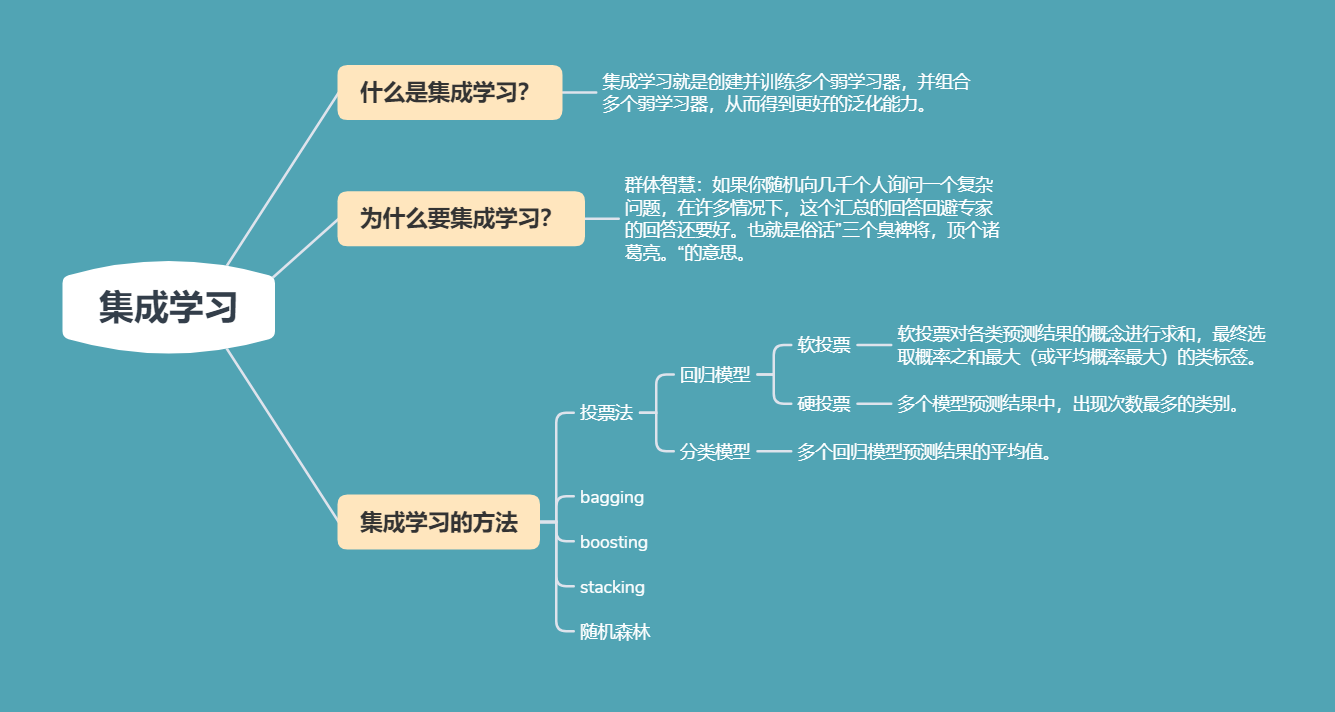 集成学习
什么是集成学习?
集成学习就是创建并训练多个弱学习器，并组合
多个弱学习器，从而得到更好的泛化能力。
为什么要集成学习?
群体智慧：如果你随机向几千个人询问一个复杂
问题，在许多情况下，这个汇总的回答回避专家
的回答还要好。也就是俗话"三个臭裨将，顶个诸
葛亮。“的意思。
集成学习的方法
投票法
回归模型
软投票
软投票对各类预测结果的概念进行求和，最终选
取概率之和最大（或平均概率最大）的类标签。
硬投票
多个模型预测结果中，出现次数最多的类别。
分类模型
多个回归模型预测结果的平均值。
bagging
boosting
stacking
随机森林